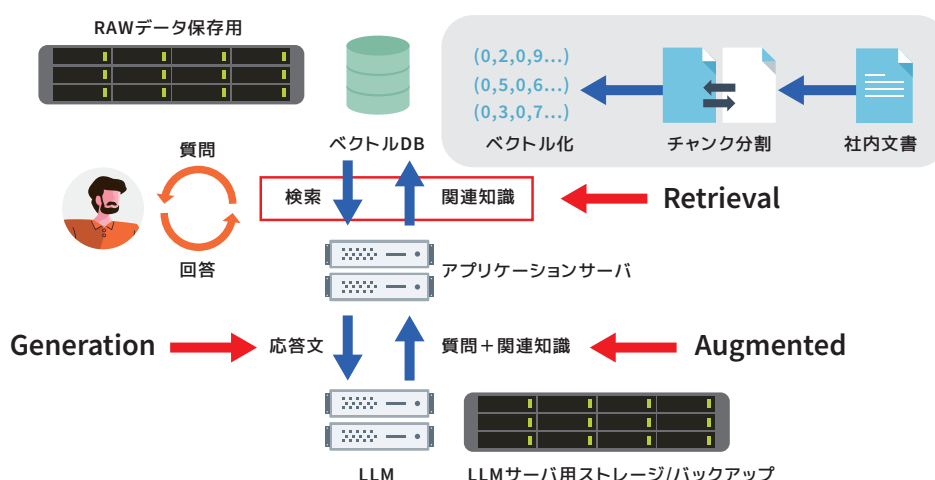 RAWデータ保存用
(0,2,0,9...)
(0,5,0,6...)
(0,3,0,7...)
ベクトルDB
ベクトル化
チャンク分割
社内文書
質問
検索
関連知識
Retrieval
回答
アプリケーションサーバ
Generation
応答文
質問＋関連知識
Augmented
LLM
LLMサーバ用ストレージ/バックアップ